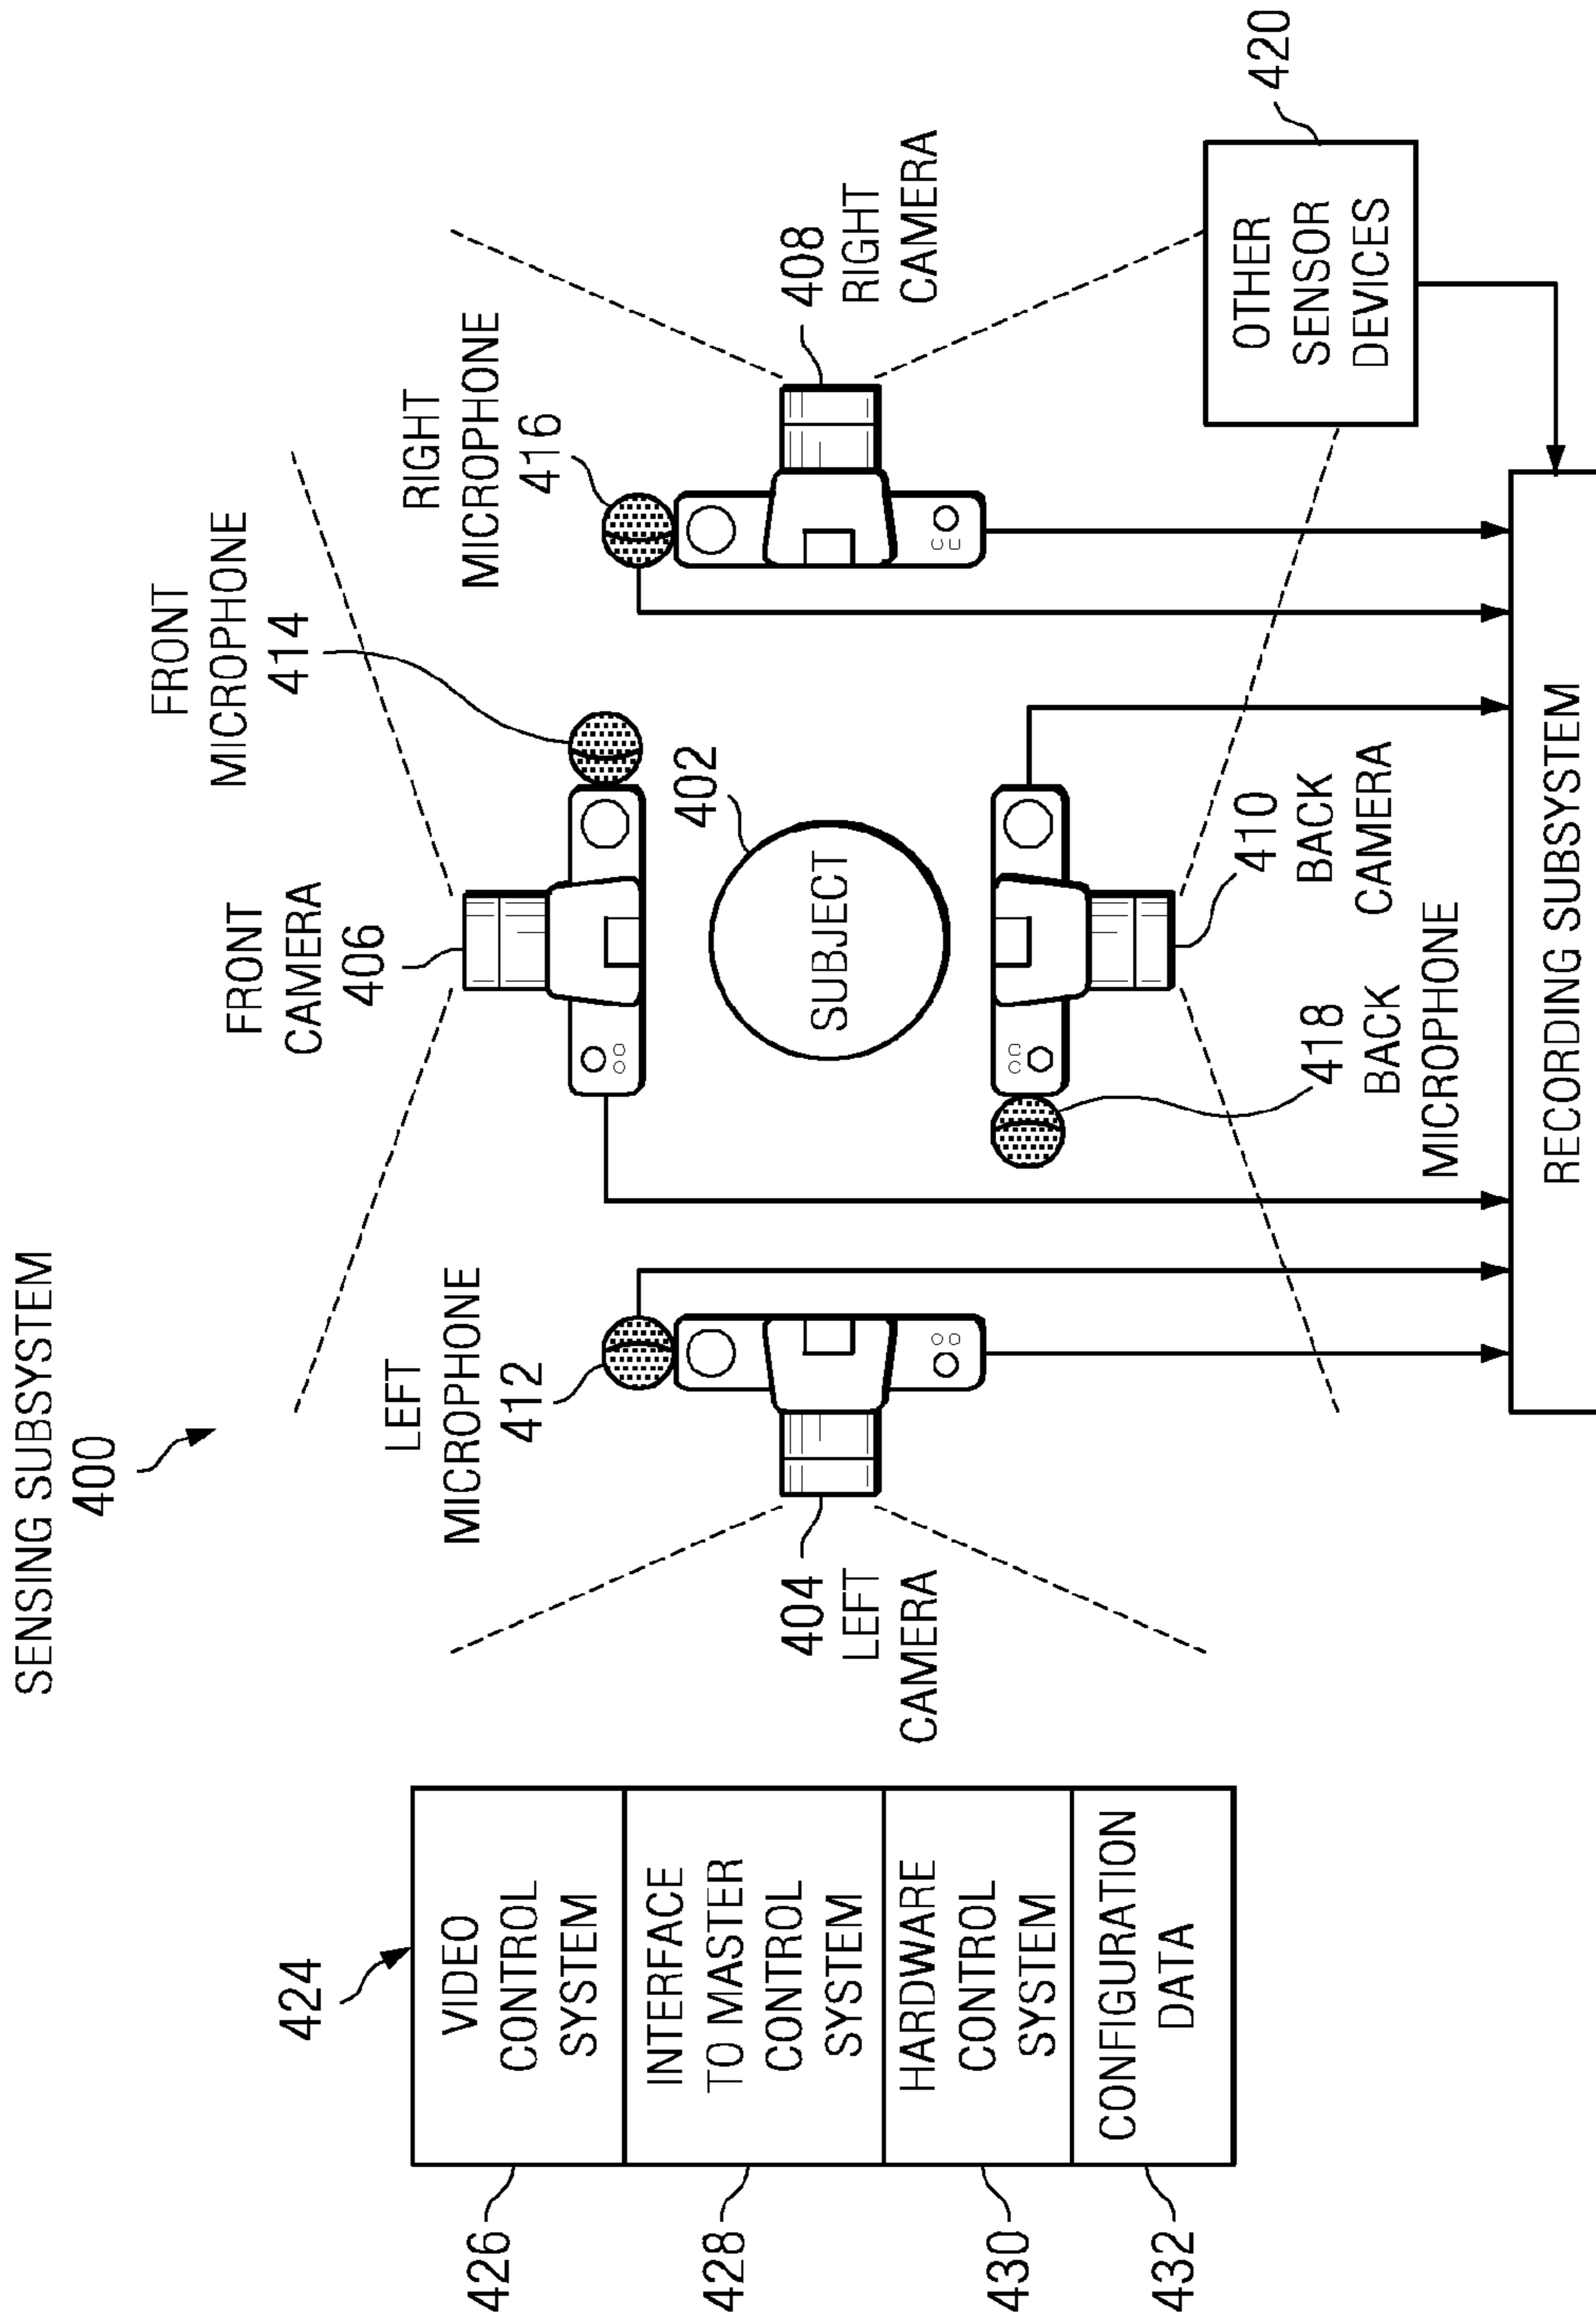 SENSING SUBSYSTEM
400
424
VIDEO
CONTROL
SYSTEM
INTERFACE
TO MASTER
CONTROL
SYSTEM
HARDWARE
CONTROL
SYSTEM
CONFIGURATION
DATA
426
428
430
432
LEFT
MICROPHONE
412
404
LEFT
CAMERA
FRONT
CAMERA
406
FRONT
MICROPHONE
414
402
SUBJECT
RIGHT
MICROPHONE
416
408
RIGHT
CAMERA
410
BACK
CAMERA
418
BACK
MICROPHONE
OTHER
SENSOR
DEVICES
420
RECORDING SUBSYSTEM